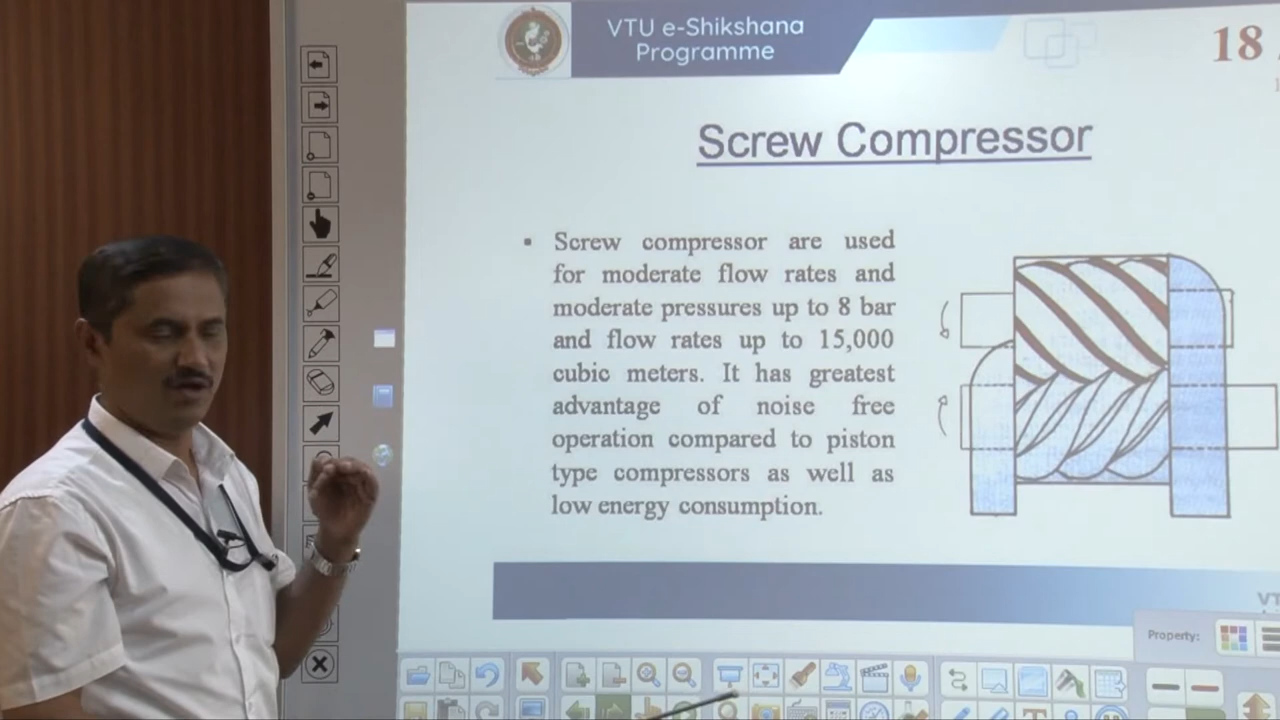 VTU e-Shikshana
Programme
18
Screw Compressor
▪ Screw compressor are used
for moderate flow rates and
moderate pressures up to 8 bar
and flow rates up to 15,000
cubic meters. It has greatest
advantage of noise free
operation compared to piston
type compressors as well as
low energy consumption.
VT
Property: